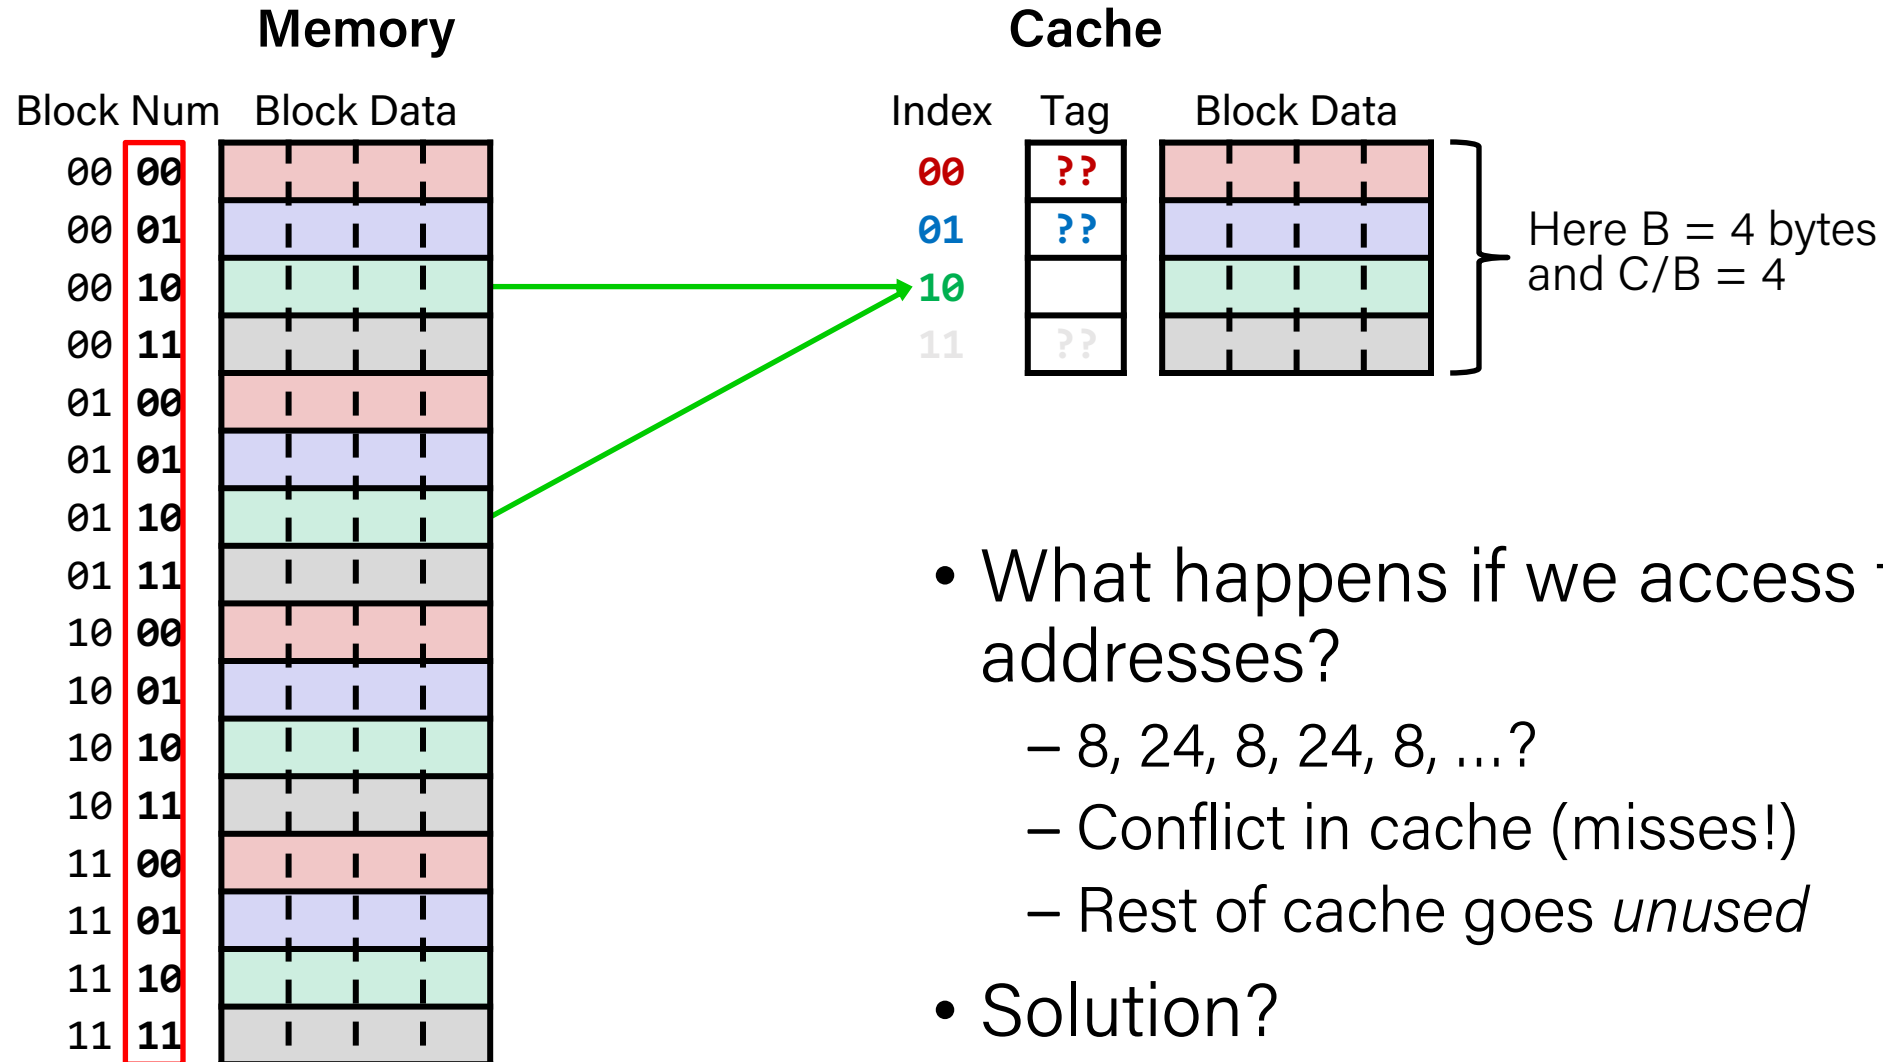 Memory
Cache
Block Num Block Data
Index Tag Block Data
00 00
00 01
00 10
00 11
01 00
01 01
01 10
01 11
10 00
10 01
10 10
10 11
11 00
11 01
11 10
11 11
00 ??
01 ??
10
11 ??
Here B = 4 bytes
and C/B = 4
• What happens if we access
addresses?
– 8, 24, 8, 24, 8, …?
– Conflict in cache (misses!)
– Rest of cache goes unused
• Solution?